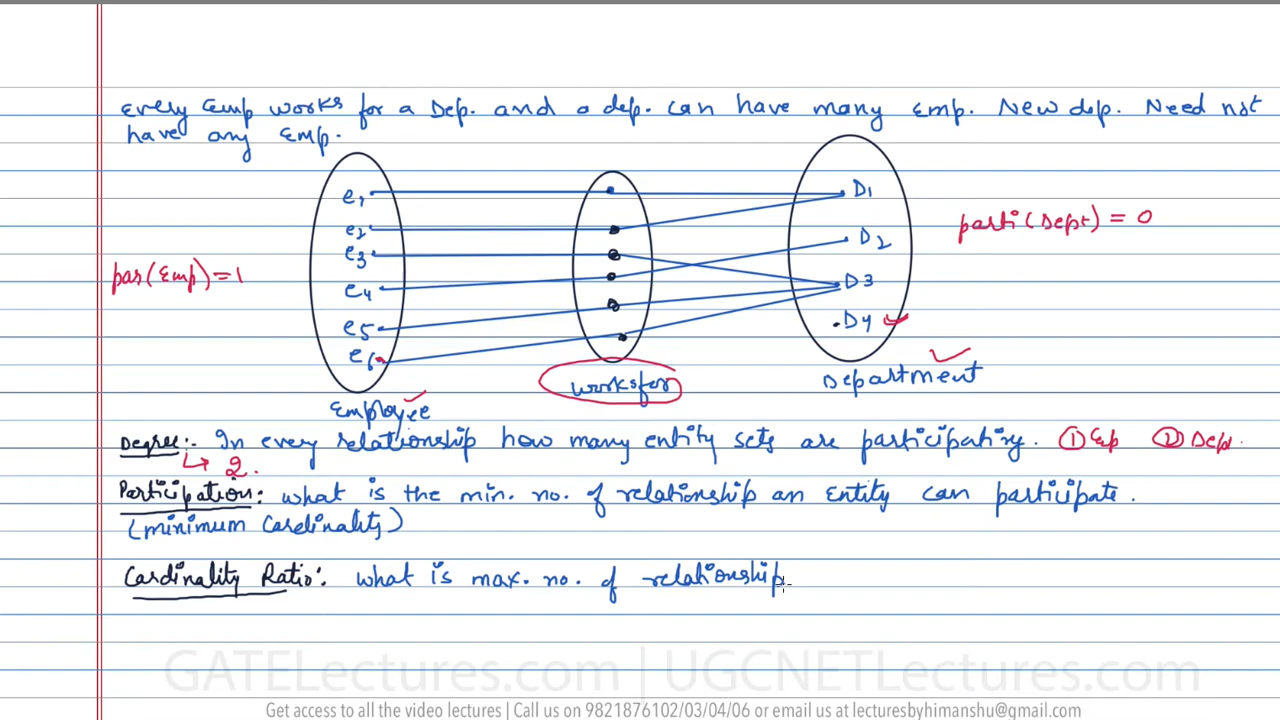 Every Emp works for a Dep. and a dep. can have many Emp. New dep. Need not
have any Emp.
e1
e2
e3
e4
e5
e6
D1
D2
D3
D4
par(Emp)=1
parti(Dept) = 0
Employee
worksfor
Department
Degree:- In every relationship how many entity sets are participating. ① Emp ② Dept.
↳ 2.
Participation: what is the min. no. of relationship an Entity can participate.
(minimum Cardinality)
Cardinality Ratio: what is max. no. of relationship
GATELectures.com | UGCNETLectures.com
Get access to all the video lectures | Call us on 9821876102/03/04/06 or email us at lecturesbyhimanshu@gmail.com